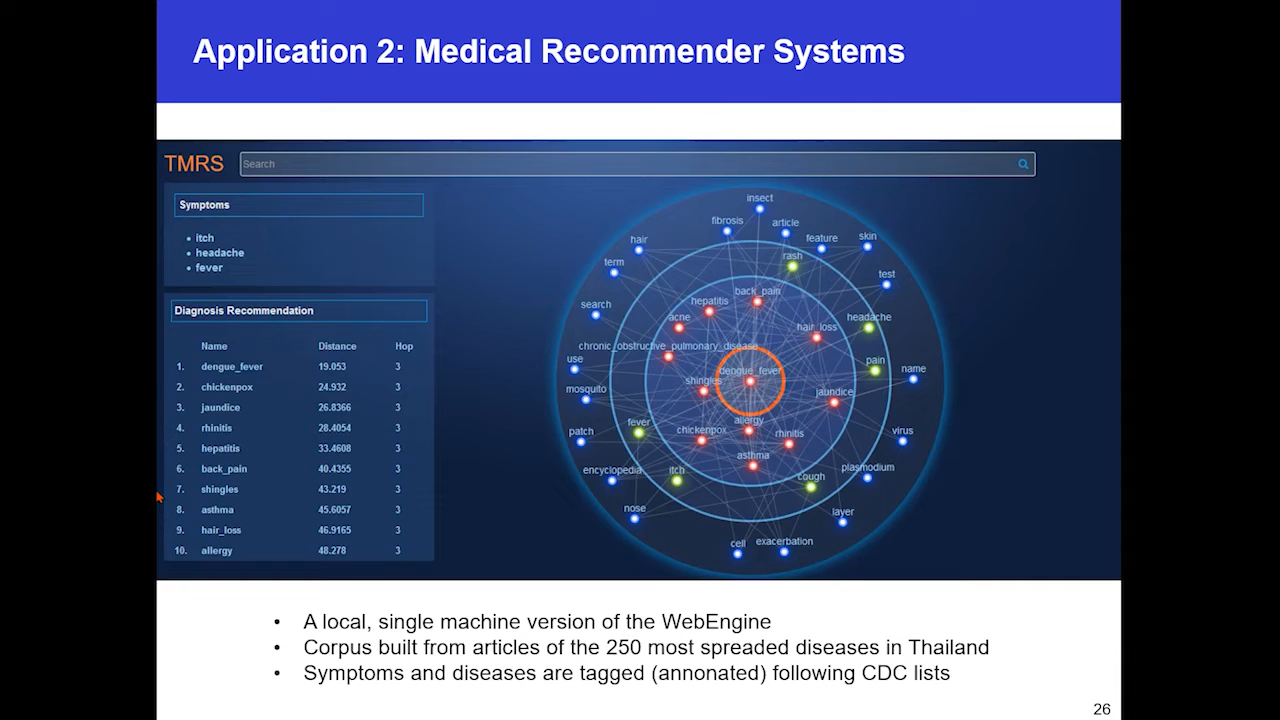 Application 2: Medical Recommender Systems
TMRS
Search
Symptoms
• itch
• headache
• fever
Diagnosis Recommendation
Name Distance Hop
1. dengue_fever 19.053 3
2. chickenpox 24.932 3
3. jaundice 26.8366 3
4. rhinitis 28.4054 3
5. hepatitis 33.4608 3
6. back_pain 40.4355 3
7. shingles 43.219 3
8. asthma 45.6057 3
9. hair_loss 46.9165 3
10. allergy 48.278 3
insect
fibrosis
article
hair
feature
skin
rash
term
test
back_pain
hepatitis
search
acne
headache
hair_loss
chronic_obstructive_pulmonary_disease
use
pain
dengue_fever
name
shingles
mosquito
jaundice
allergy
fever
chickenpox
patch
rhinitis
virus
asthma
encyclopedia
itch
plasmodium
cough
nose
layer
cell
exacerbation
• A local, single machine version of the WebEngine
• Corpus built from articles of the 250 most spreaded diseases in Thailand
• Symptoms and diseases are tagged (annonated) following CDC lists
26